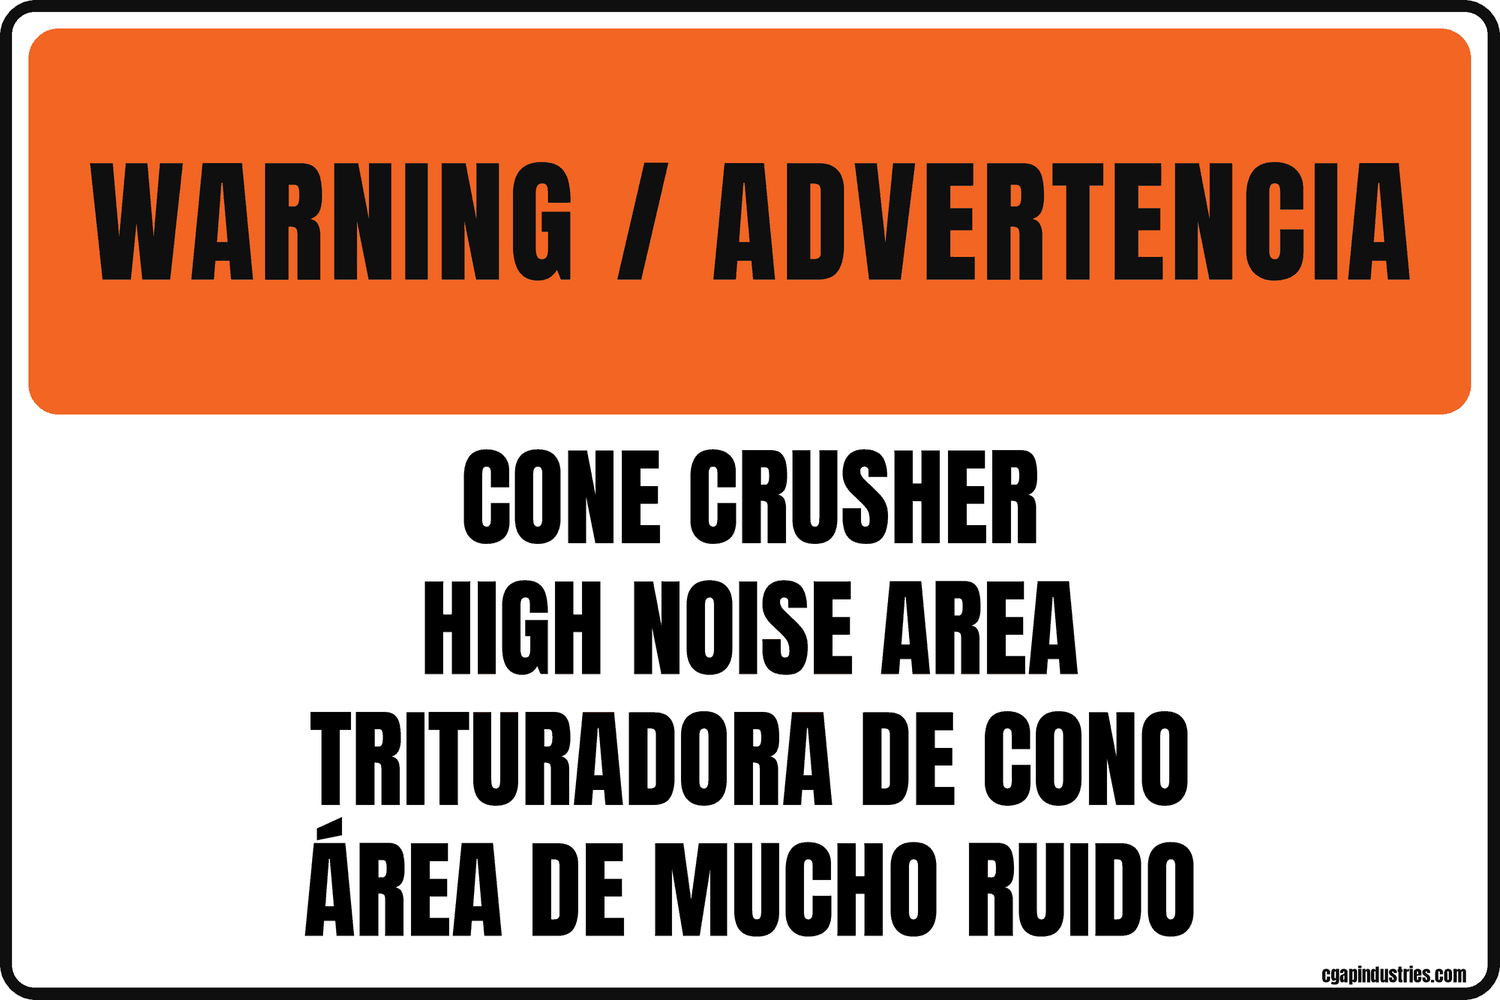 WARNING / ADVERTENCIA
CONE CRUSHER
HIGH NOISE AREA
TRITURADORA DE CONO
ÁREA DE MUCHO RUIDO
cgapindustries.com